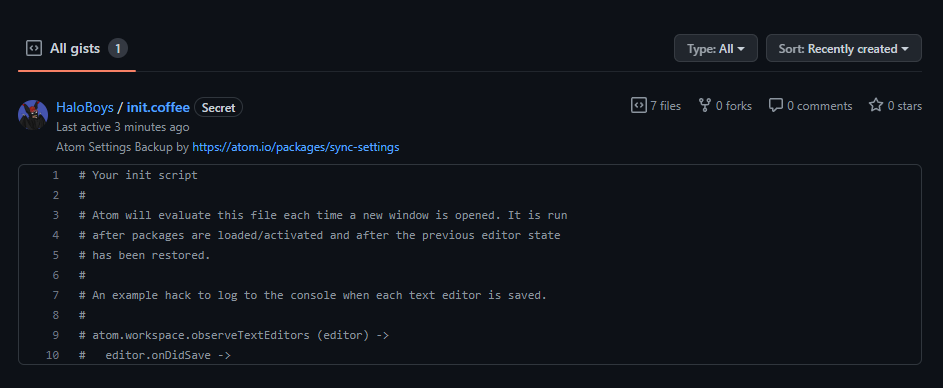 All gists 1
Type: All
Sort: Recently created
HaloBoys / init.coffee Secret
7 files 0 forks 0 comments 0 stars
Last active 3 minutes ago
Atom Settings Backup by https://atom.io/packages/sync-settings
1 # Your init script
2 #
3 # Atom will evaluate this file each time a new window is opened. It is run
4 # after packages are loaded/activated and after the previous editor state
5 # has been restored.
6 #
7 # An example hack to log to the console when each text editor is saved.
8 #
9 # atom.workspace.observeTextEditors (editor) ->
10 #   editor.onDidSave ->